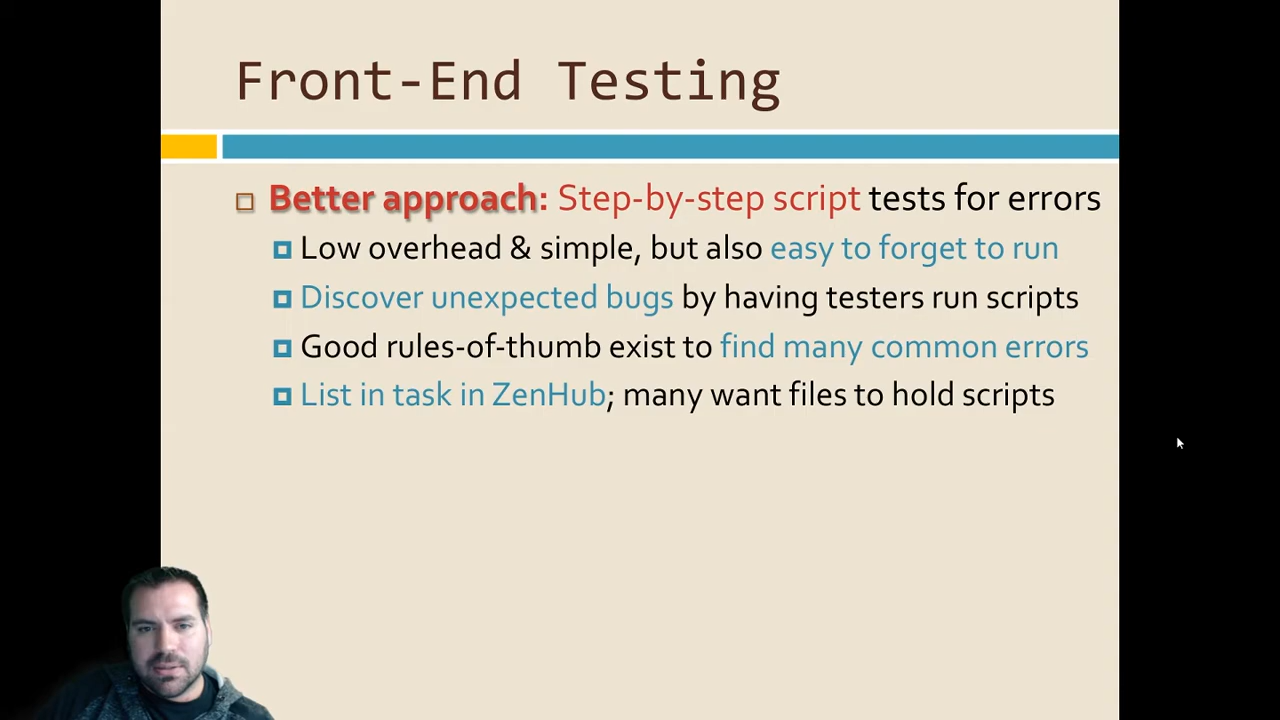 Front-End Testing
Better approach: Step-by-step script tests for errors
Low overhead & simple, but also easy to forget to run
Discover unexpected bugs by having testers run scripts
Good rules-of-thumb exist to find many common errors
List in task in ZenHub; many want files to hold scripts